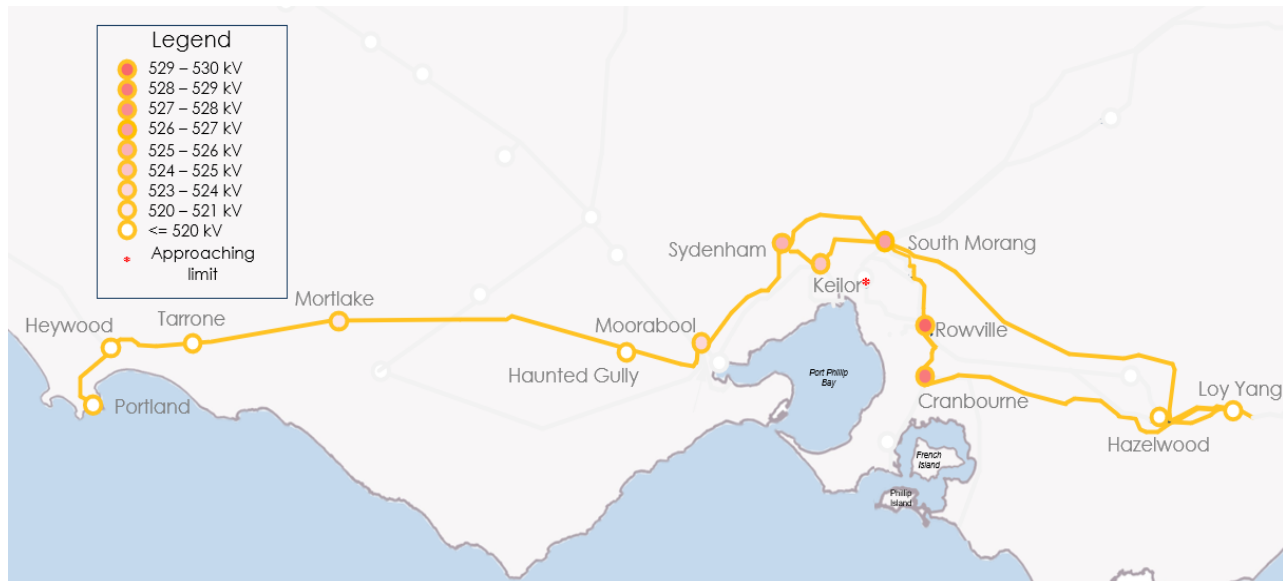 Legend
529 – 530 kV
528 – 529 kV
527 – 528 kV
526 – 527 kV
525 – 526 kV
524 – 525 kV
523 – 524 kV
520 – 521 kV
<= 520 kV
* Approaching
limit
South Morang
Sydenham
Keilor*
Mortlake
Tarrone
Heywood
Moorabool
Rowville
Haunted Gully
Port Phillip
Bay
Portland
Cranbourne
Loy Yang
Hazelwood
French
Island
Phillip
Island